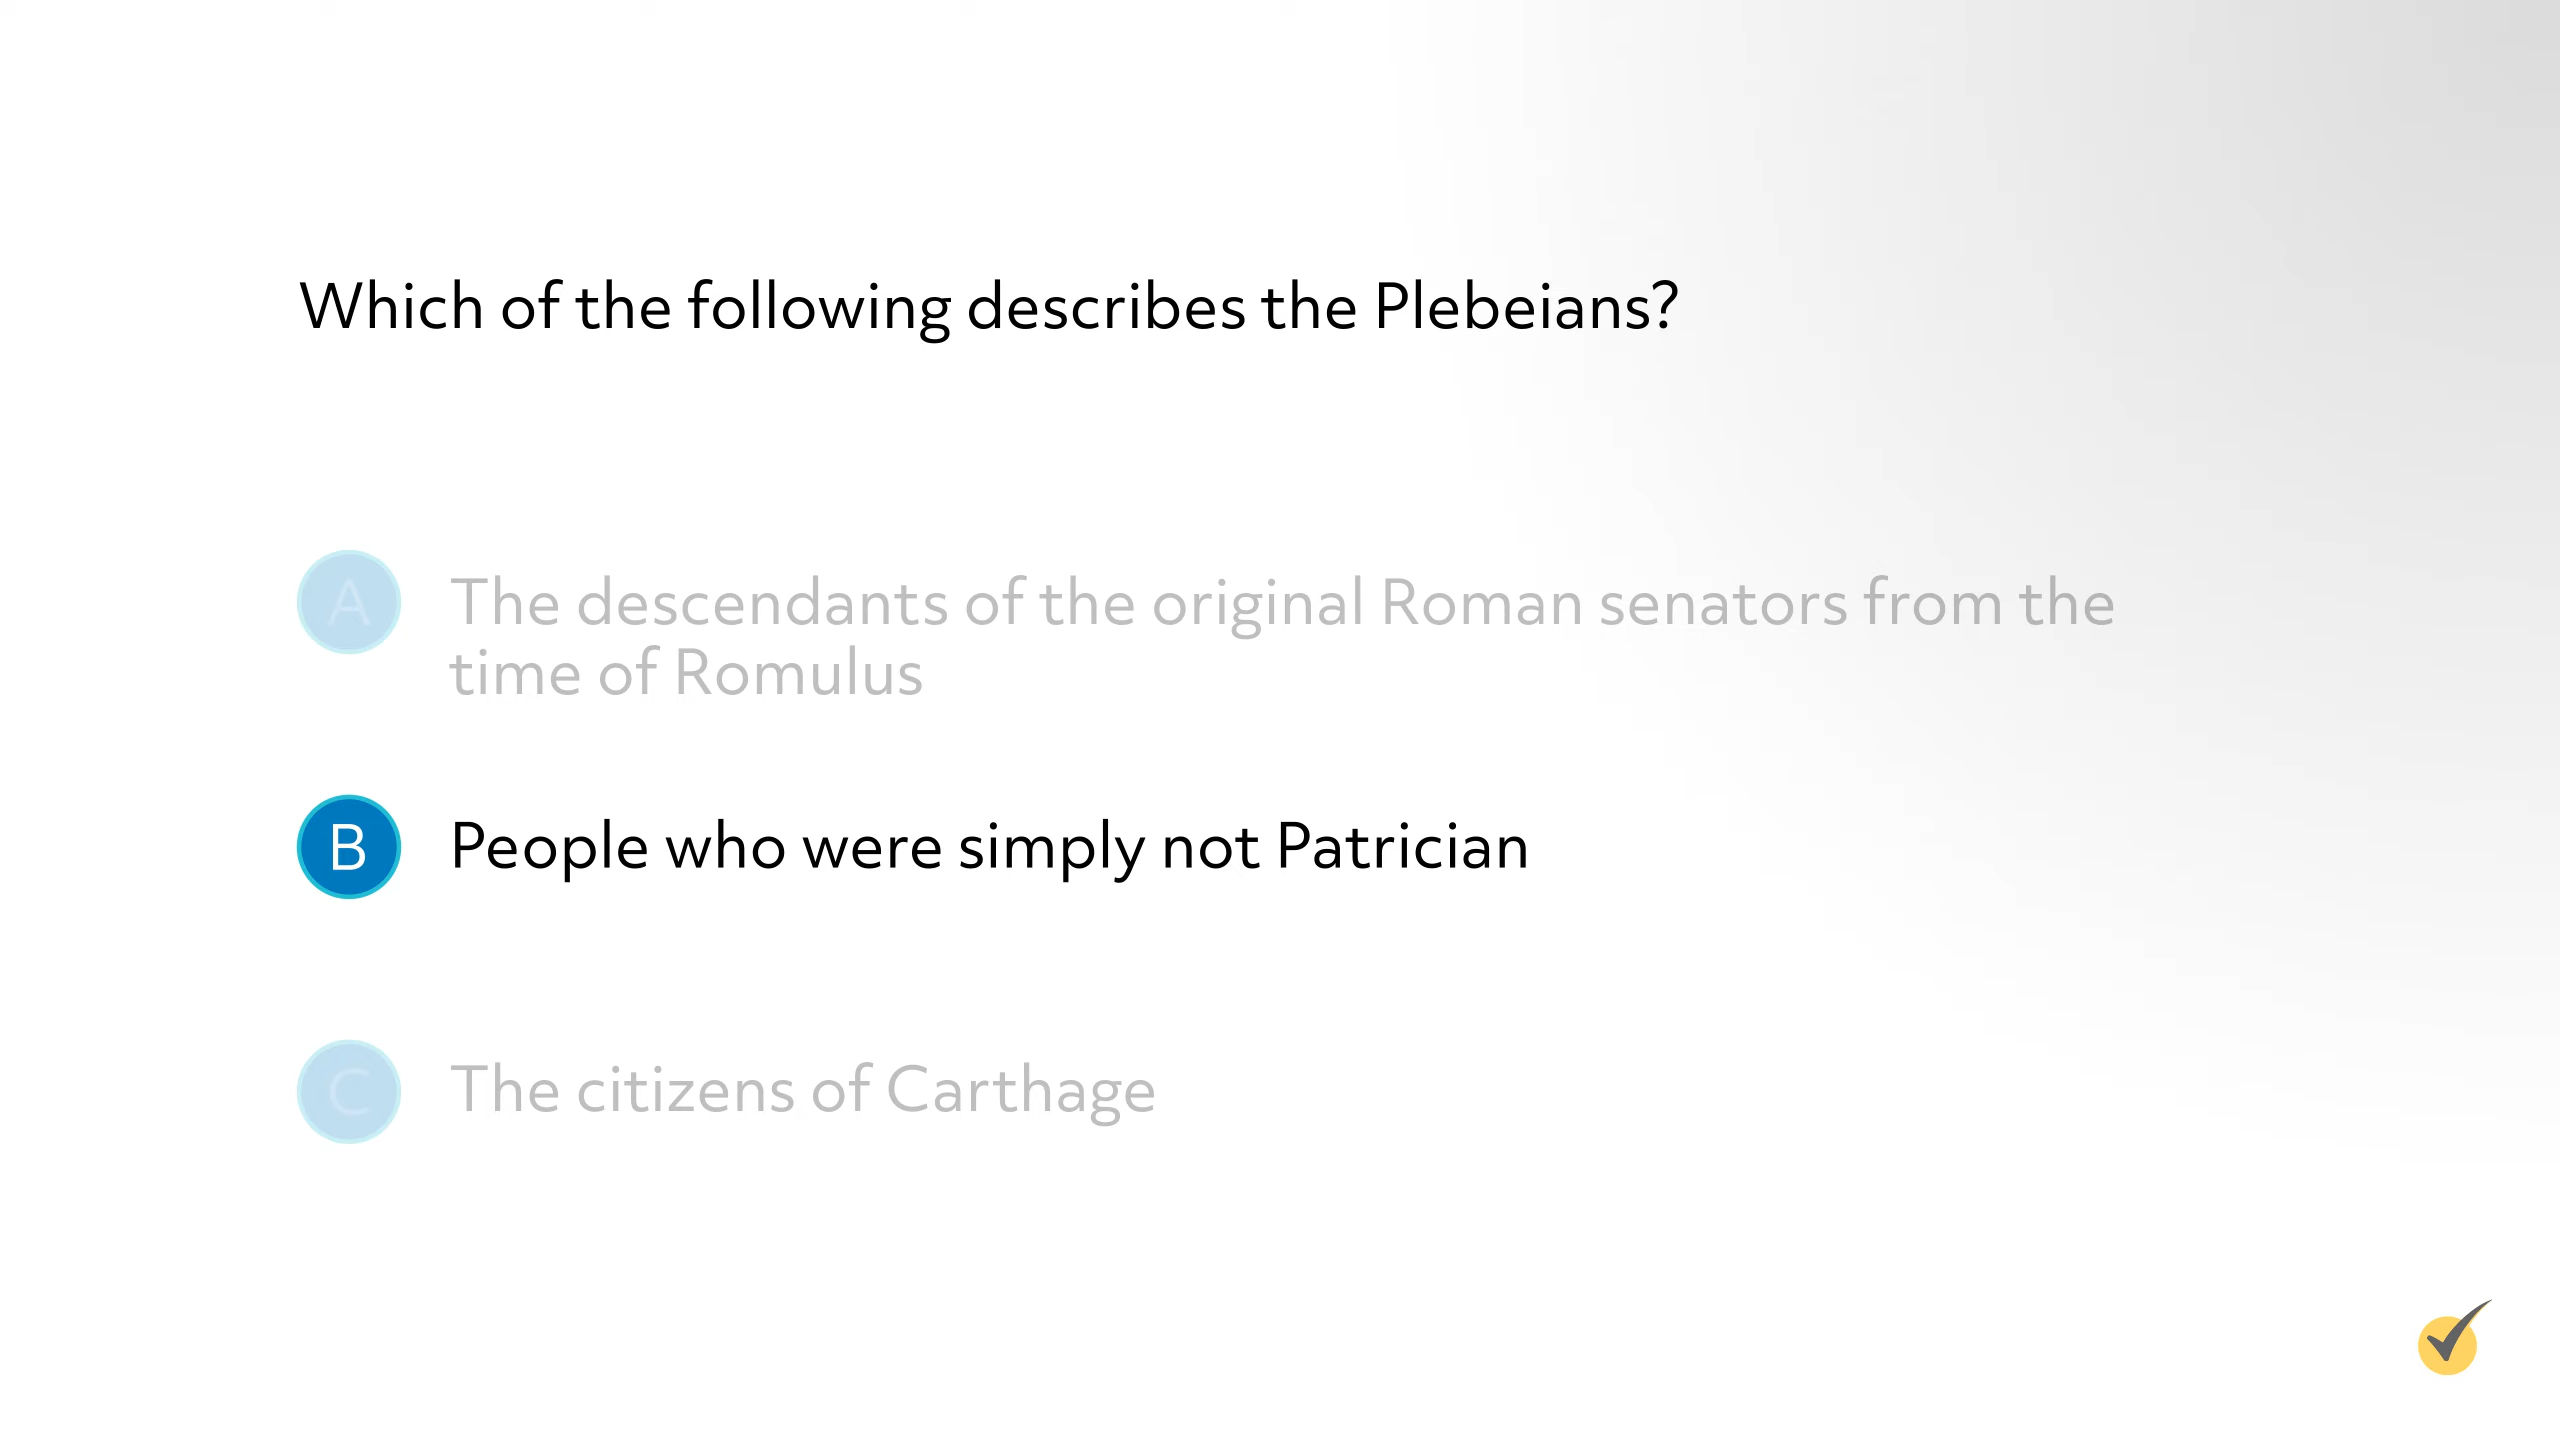 Which of the following describes the Plebeians?
A
The descendants of the original Roman senators from the
time of Romulus
B
People who were simply not Patrician
C
The citizens of Carthage